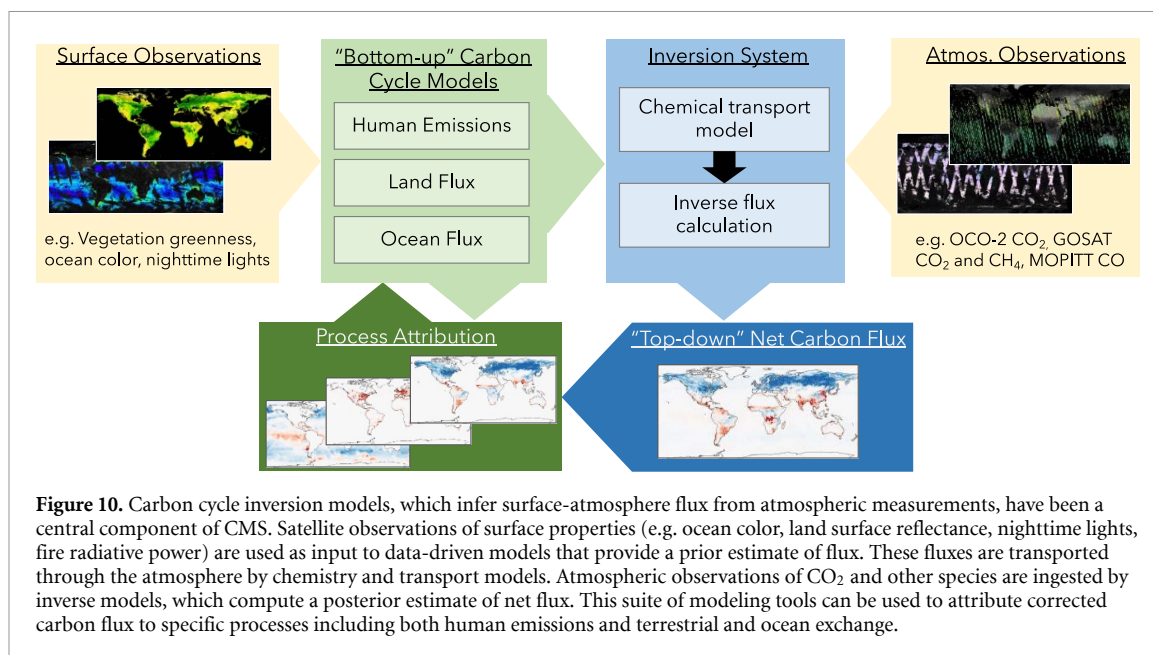 Surface Observations
e.g. Vegetation greenness,
ocean color, nighttime lights
“Bottom-up” Carbon
Cycle Models
Human Emissions
Land Flux
Ocean Flux
Inversion System
Chemical transport
model
Inverse flux
calculation
Atmos. Observations
e.g. OCO-2 CO₂, GOSAT
CO₂ and CH₄, MOPITT CO
Process Attribution
“Top-down” Net Carbon Flux
Figure 10. Carbon cycle inversion models, which infer surface-atmosphere flux from atmospheric measurements, have been a
central component of CMS. Satellite observations of surface properties (e.g. ocean color, land surface reflectance, nighttime lights,
fire radiative power) are used as input to data-driven models that provide a prior estimate of flux. These fluxes are transported
through the atmosphere by chemistry and transport models. Atmospheric observations of CO₂ and other species are ingested by
inverse models, which compute a posterior estimate of net flux. This suite of modeling tools can be used to attribute corrected
carbon flux to specific processes including both human emissions and terrestrial and ocean exchange.